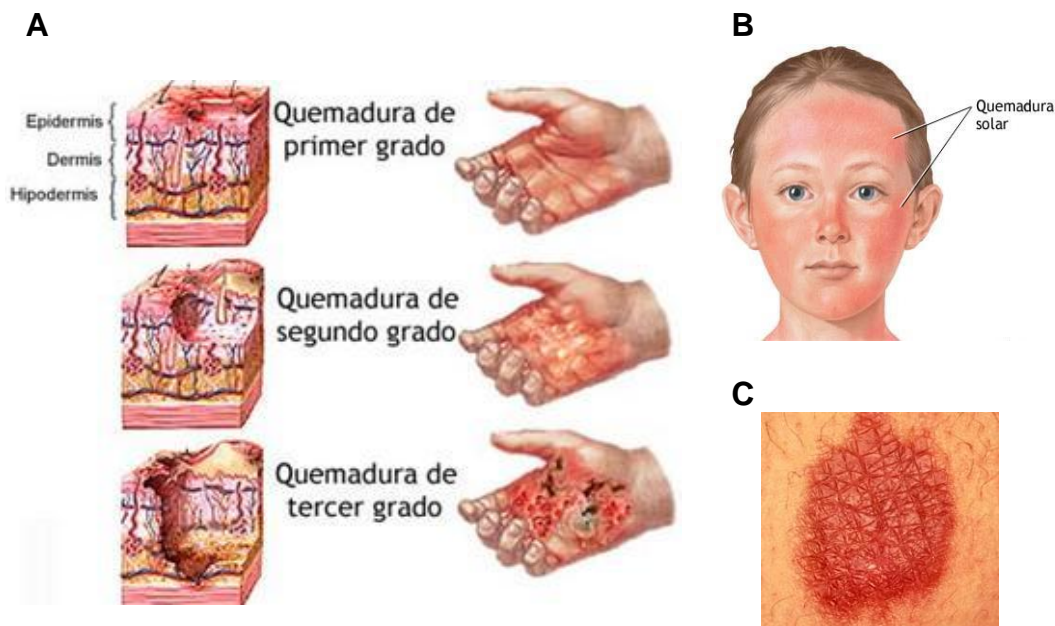 A
Epidermis
Dermis
Hipodermis
Quemadura de
primer grado
Quemadura de
segundo grado
Quemadura de
tercer grado
B
Quemadura
solar
C